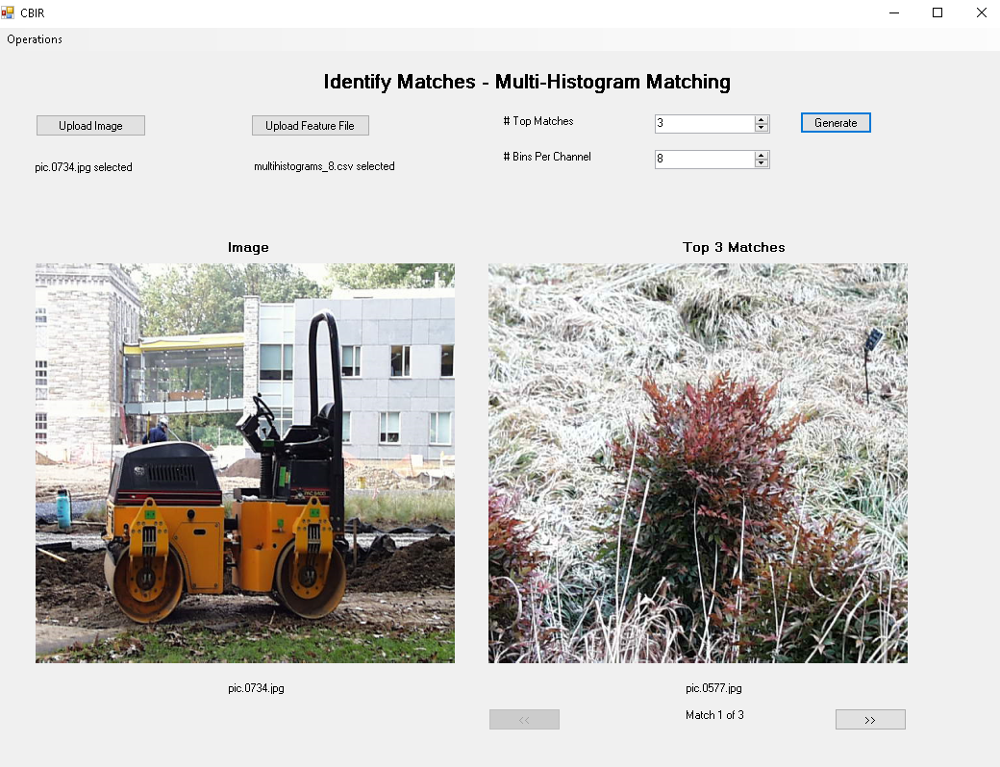 CBIR
Operations
Identify Matches - Multi-Histogram Matching
Upload Image
Upload Feature File
# Top Matches
3
Generate
pic.0734.jpg selected
multihistograms_8.csv selected
# Bins Per Channel
8
Image
Top 3 Matches
pic.0734.jpg
pic.0577.jpg
<<
Match 1 of 3
>>